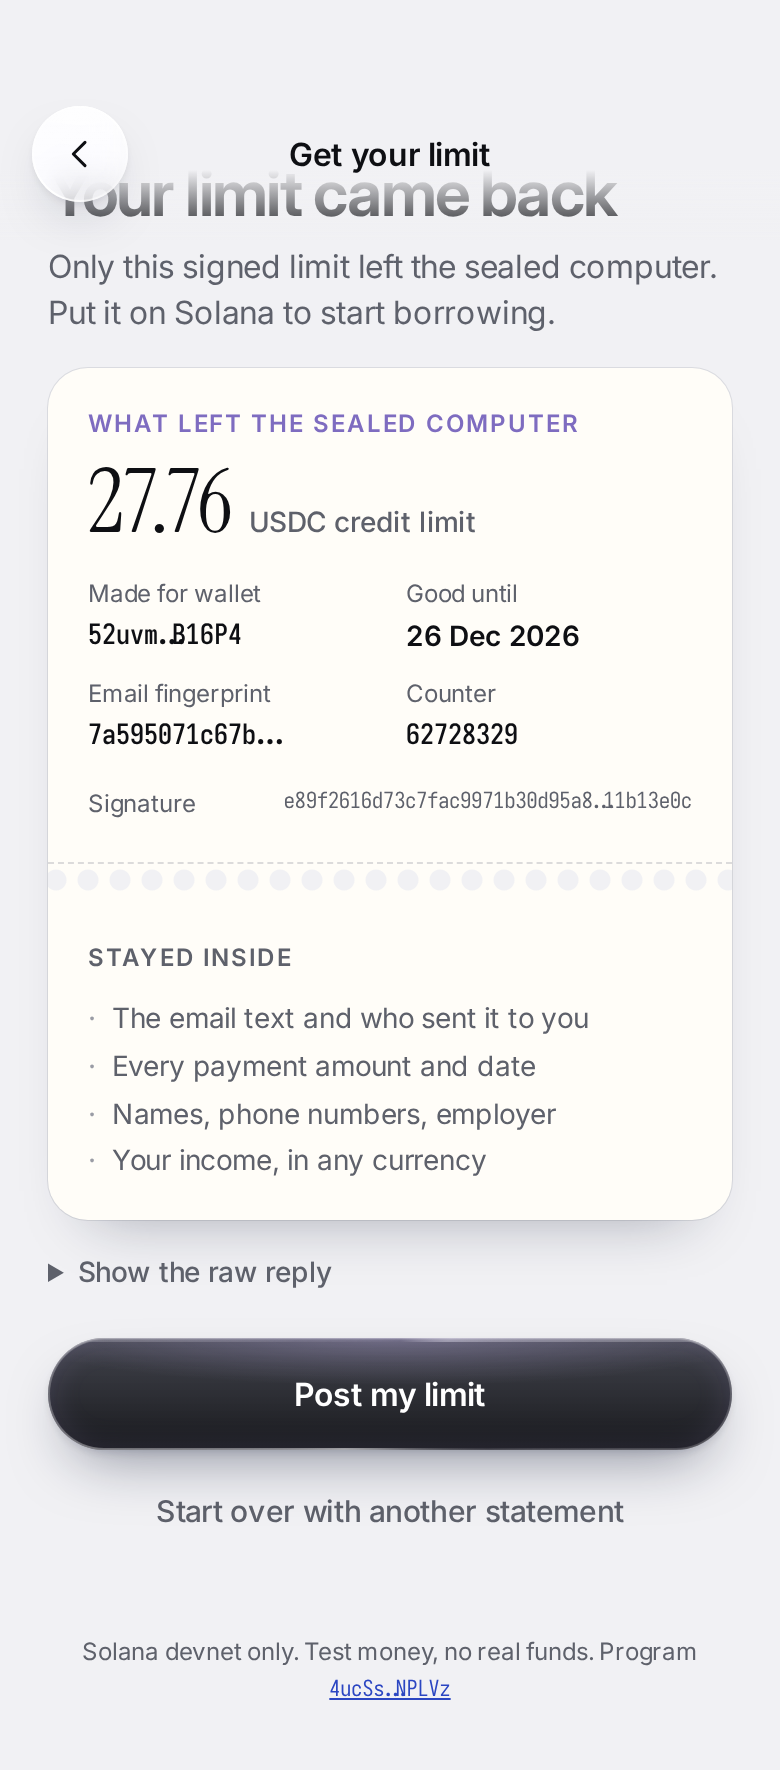 Get your limit
Your limit came back
Only this signed limit left the sealed computer.
Put it on Solana to start borrowing.
WHAT LEFT THE SEALED COMPUTER
27.76 USDC credit limit
Made for wallet
Good until
52uvm…B16P4
26 Dec 2026
Email fingerprint
Counter
7a595071c67b…
62728329
Signature e89f2616d73c7fac9971b30d95a8…11b13e0c
STAYED INSIDE
· The email text and who sent it to you
· Every payment amount and date
· Names, phone numbers, employer
· Your income, in any currency
Show the raw reply
Post my limit
Start over with another statement
Solana devnet only. Test money, no real funds. Program
4ucSs…NPLVz